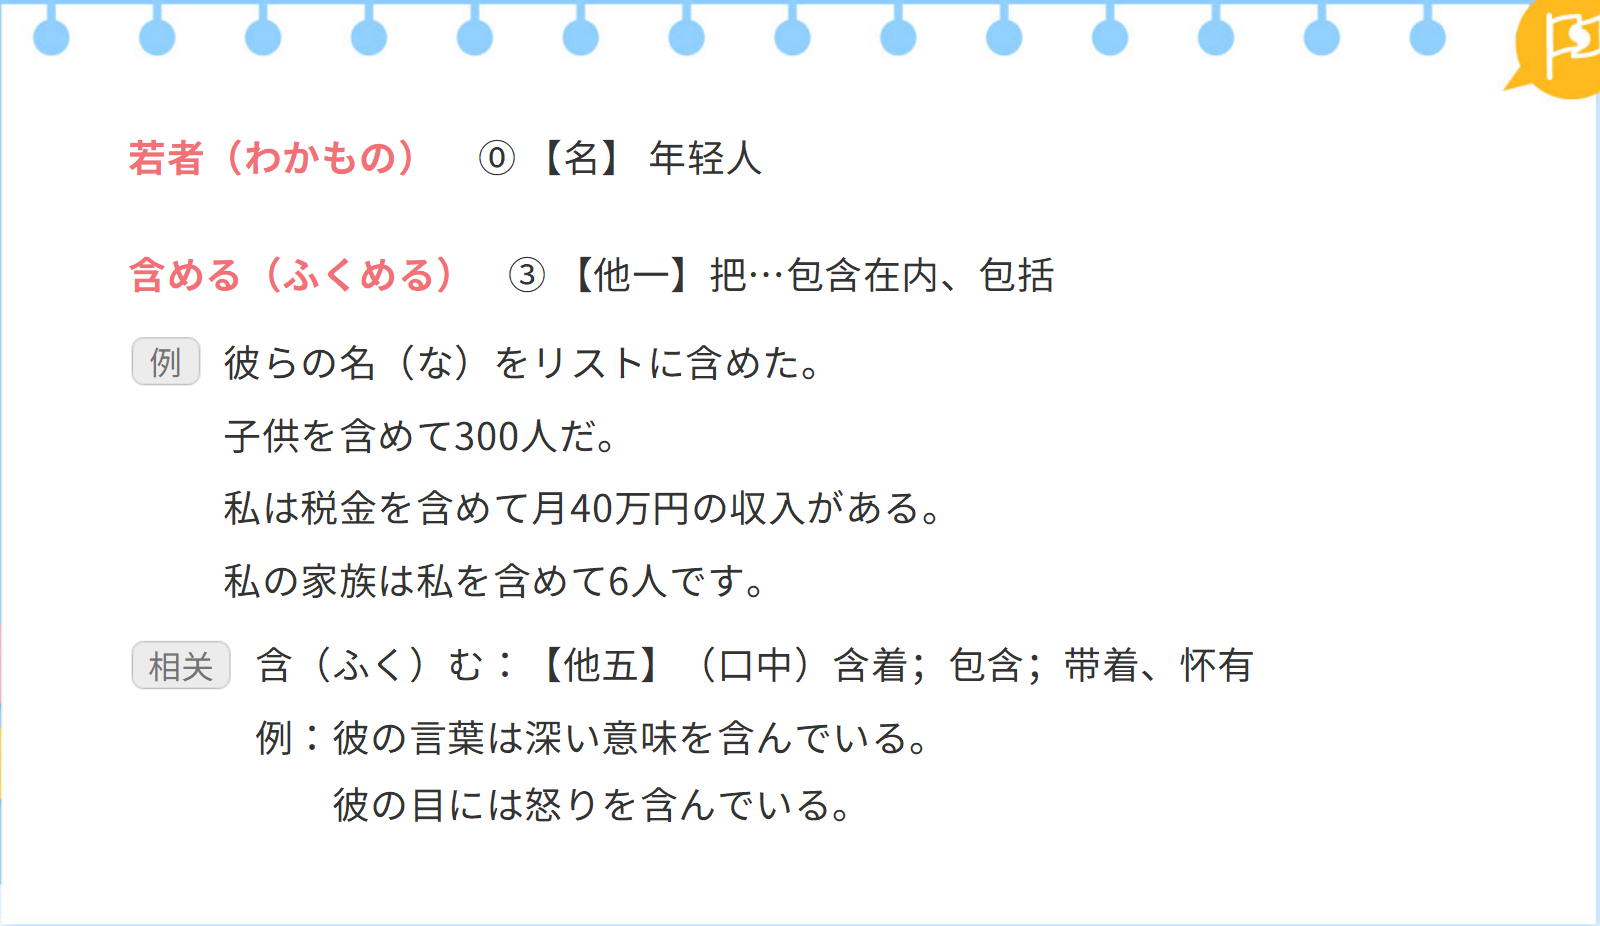 若者（わかもの） ⓪ 【名】 年轻人
含める（ふくめる） ③ 【他一】把…包含在内、包括
例 彼らの名（な）をリストに含めた。
子供を含めて300人だ。
私は税金を含めて月40万円の収入がある。
私の家族は私を含めて6人です。
相关 含（ふく）む：【他五】（口中）含着；包含；带着、怀有
例：彼の言葉は深い意味を含んでいる。
彼の目には怒りを含んでいる。